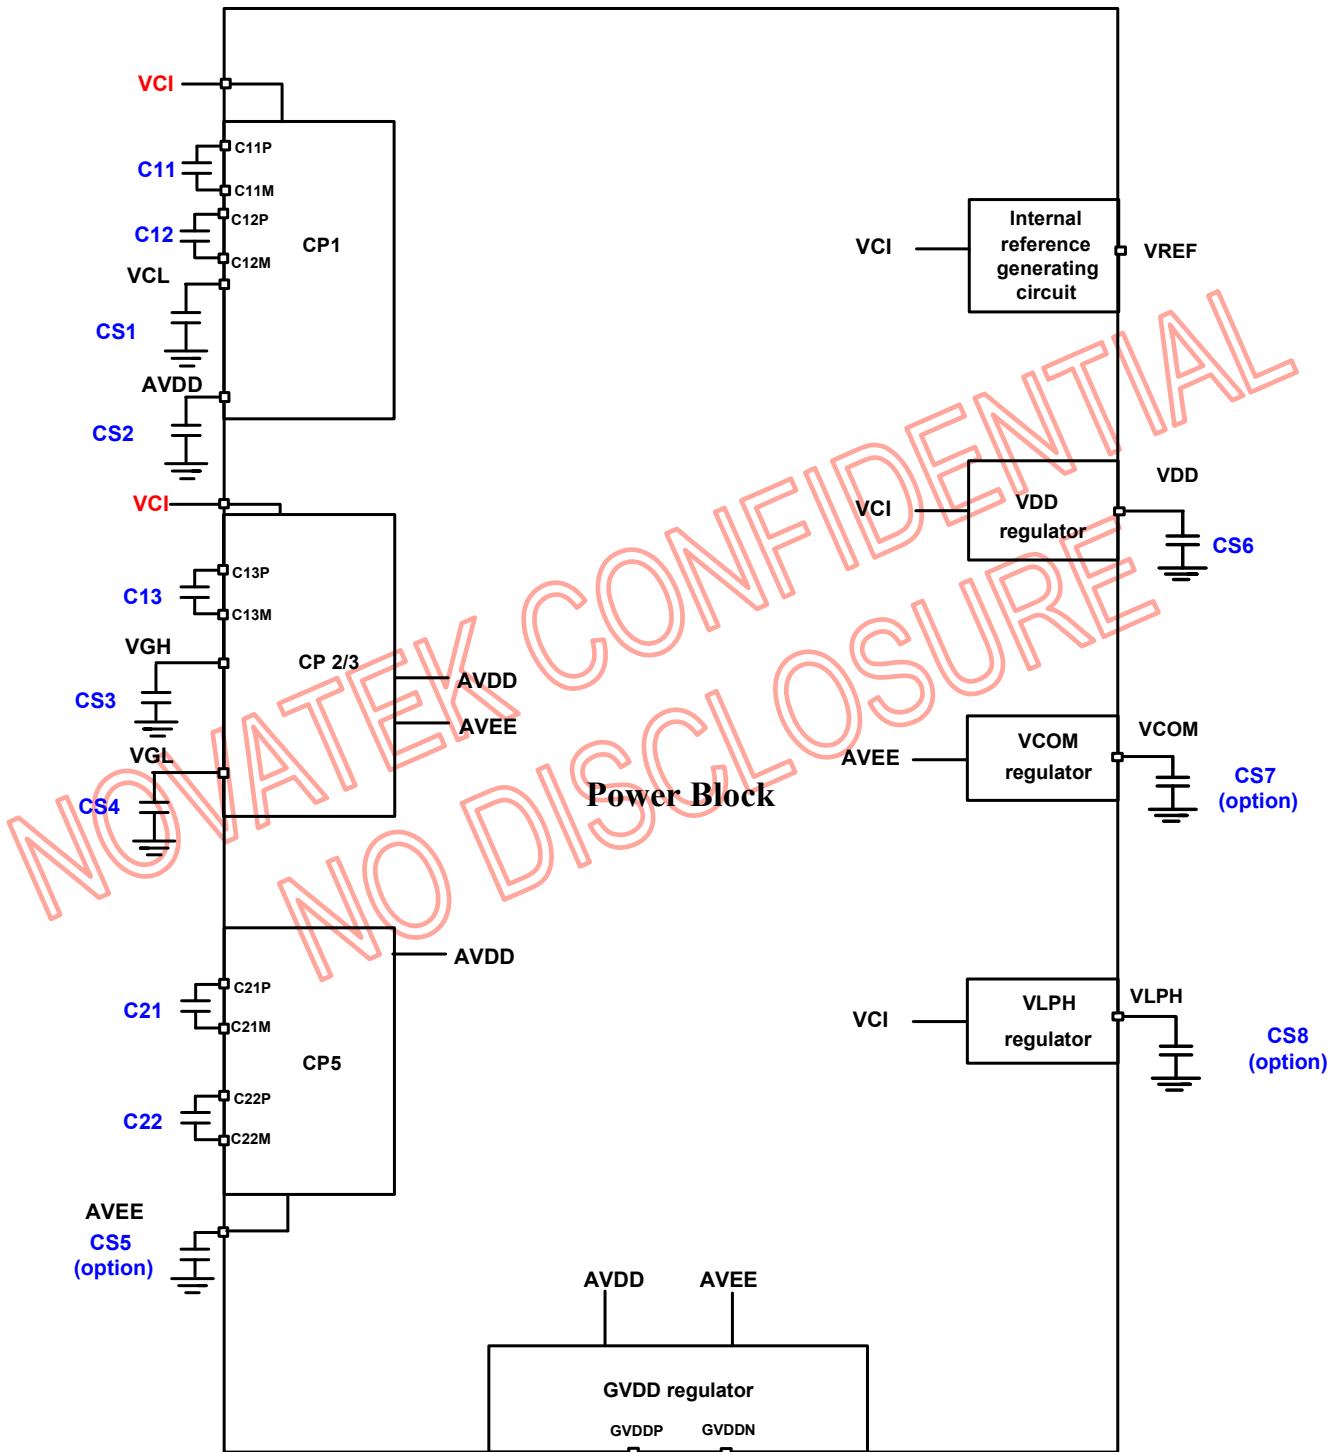 VCI
C11P
C11
C11M
C12P
C12
C12M
CP1
VCL
CS1
AVDD
CS2
Internal
reference
generating
circuit
VCI
VREF
VCI
C13P
C13
C13M
VGH
CP 2/3
CS3
AVDD
AVEE
VGL
CS4
VDD
VCI
VDD
regulator
CS6
VCOM
AVEE
VCOM
regulator
CS7
(option)
Power Block
NOVATEK CONFIDENTIAL
NO DISCLOSURE
AVDD
C21P
C21
C21M
CP5
C22P
C22
C22M
AVEE
CS5
(option)
VLPH
VCI
VLPH
regulator
CS8
(option)
AVDD
AVEE
GVDD regulator
GVDDP
GVDDN